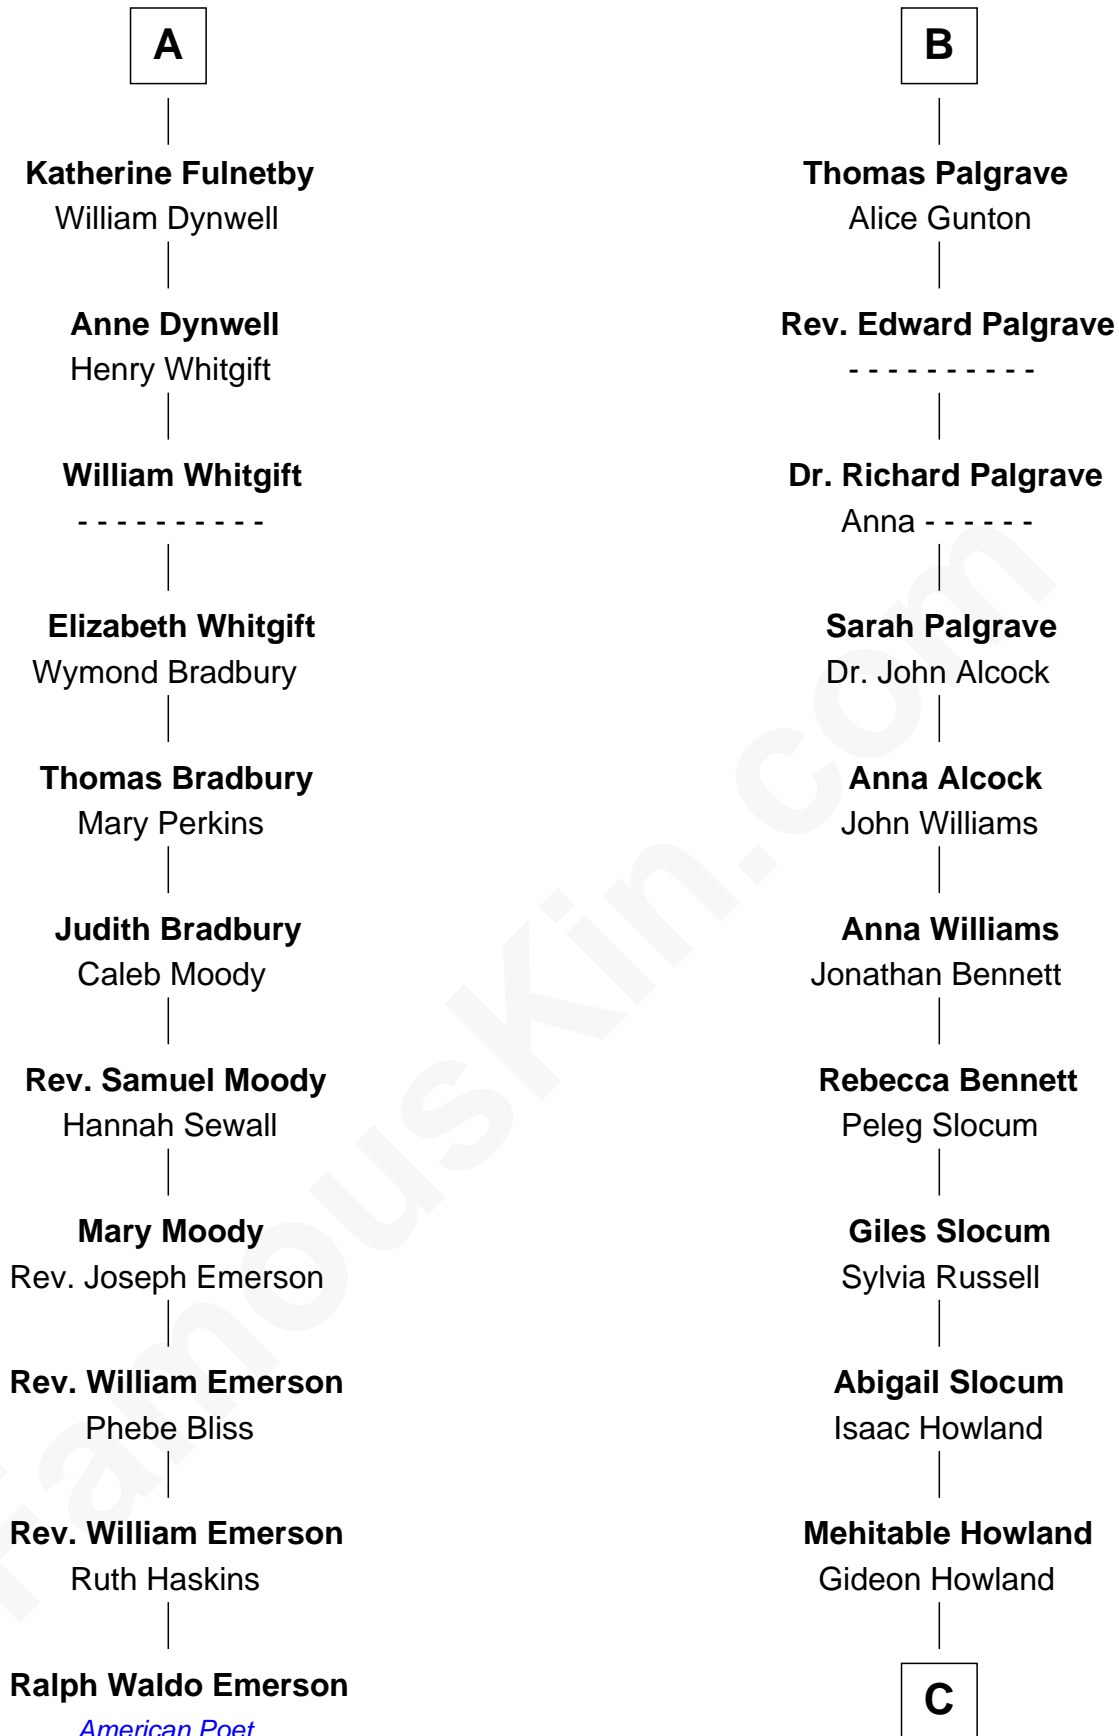 A
Katherine Fulnetby
William Dynwell
Anne Dynwell
Henry Whitgift
William Whitgift
- - - - - - - - - -
Elizabeth Whitgift
Wymond Bradbury
Thomas Bradbury
Mary Perkins
Judith Bradbury
Caleb Moody
Rev. Samuel Moody
Hannah Sewall
Mary Moody
Rev. Joseph Emerson
Rev. William Emerson
Phebe Bliss
Rev. William Emerson
Ruth Haskins
Ralph Waldo Emerson
American Poet
B
Thomas Palgrave
Alice Gunton
Rev. Edward Palgrave
- - - - - - - - - -
Dr. Richard Palgrave
Anna - - - - - -
Sarah Palgrave
Dr. John Alcock
Anna Alcock
John Williams
Anna Williams
Jonathan Bennett
Rebecca Bennett
Peleg Slocum
Giles Slocum
Sylvia Russell
Abigail Slocum
Isaac Howland
Mehitable Howland
Gideon Howland
C
FamousKin.com